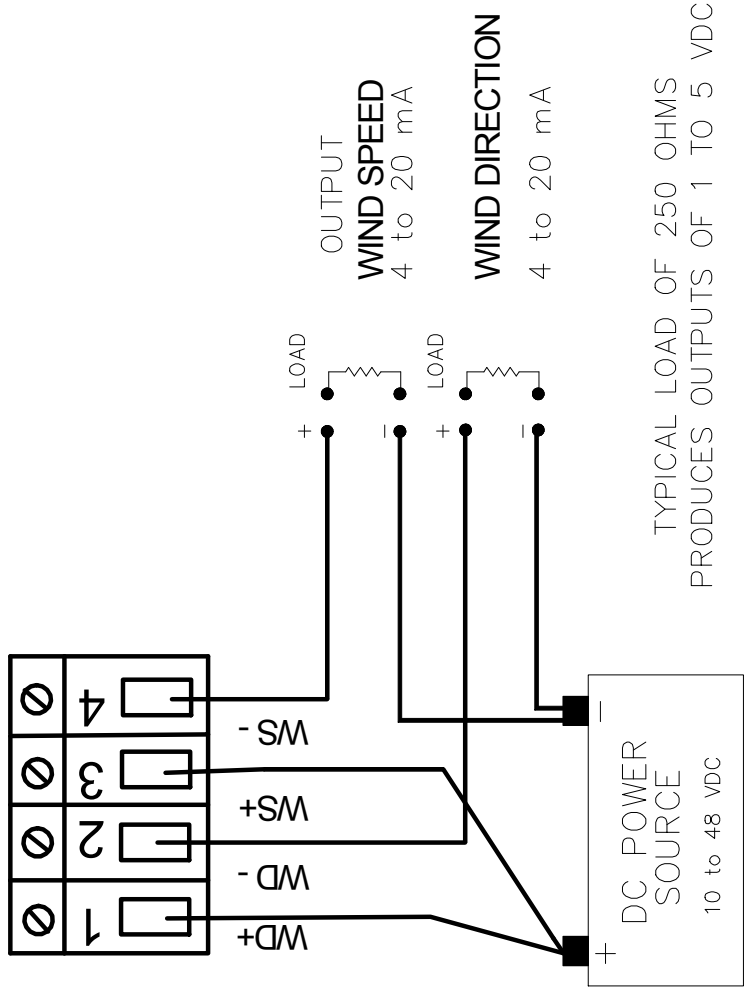 4
3
2
1
WS -
WS+
WD -
WD+
OUTPUT
WIND SPEED
4 to 20 mA
LOAD
+
-
WIND DIRECTION
4 to 20 mA
LOAD
+
-
DC POWER
SOURCE
10 to 48 VDC
+
-
TYPICAL LOAD OF 250 OHMS
PRODUCES OUTPUTS OF 1 TO 5 VDC